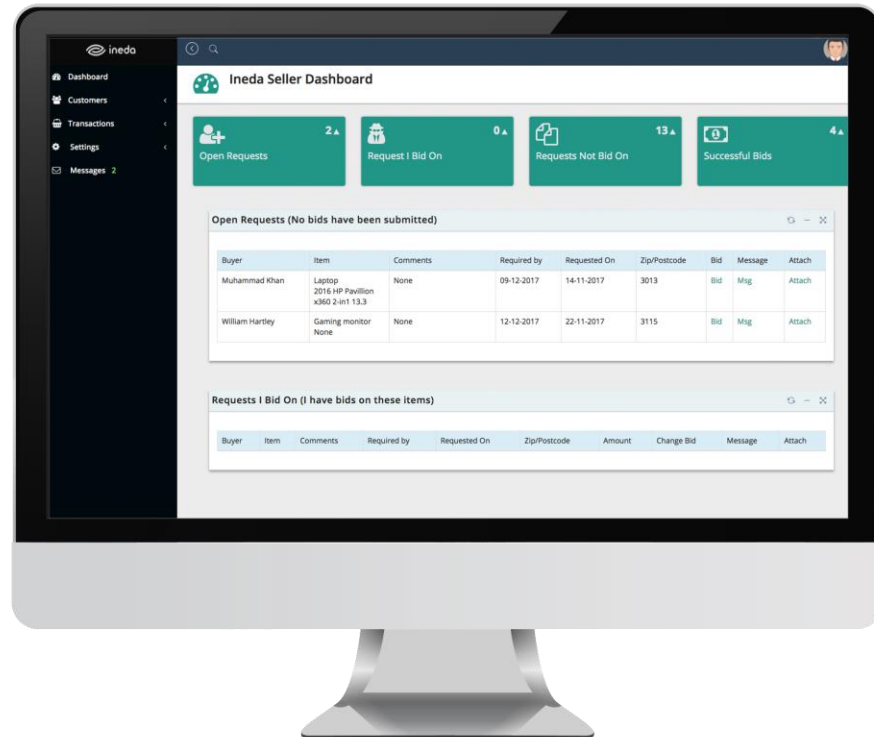 ineda
Dashboard
Customers
Transactions
Settings
Messages 2
Ineda Seller Dashboard
2
Open Requests
0
Request I Bid On
13
Requests Not Bid On
4
Successful Bids
Open Requests (No bids have been submitted)
Buyer Item Comments Required by Requested On Zip/Postcode Bid Message Attach
Muhammad Khan Laptop None 09-12-2017 14-11-2017 3013 Bid Msg Attach
2016 HP Pavillion
x360 2-in1 13.3
William Hartley Gaming monitor None 12-12-2017 22-11-2017 3115 Bid Msg Attach
None
Requests I Bid On (I have bids on these items)
Buyer Item Comments Required by Requested On Zip/Postcode Amount Change Bid Message Attach